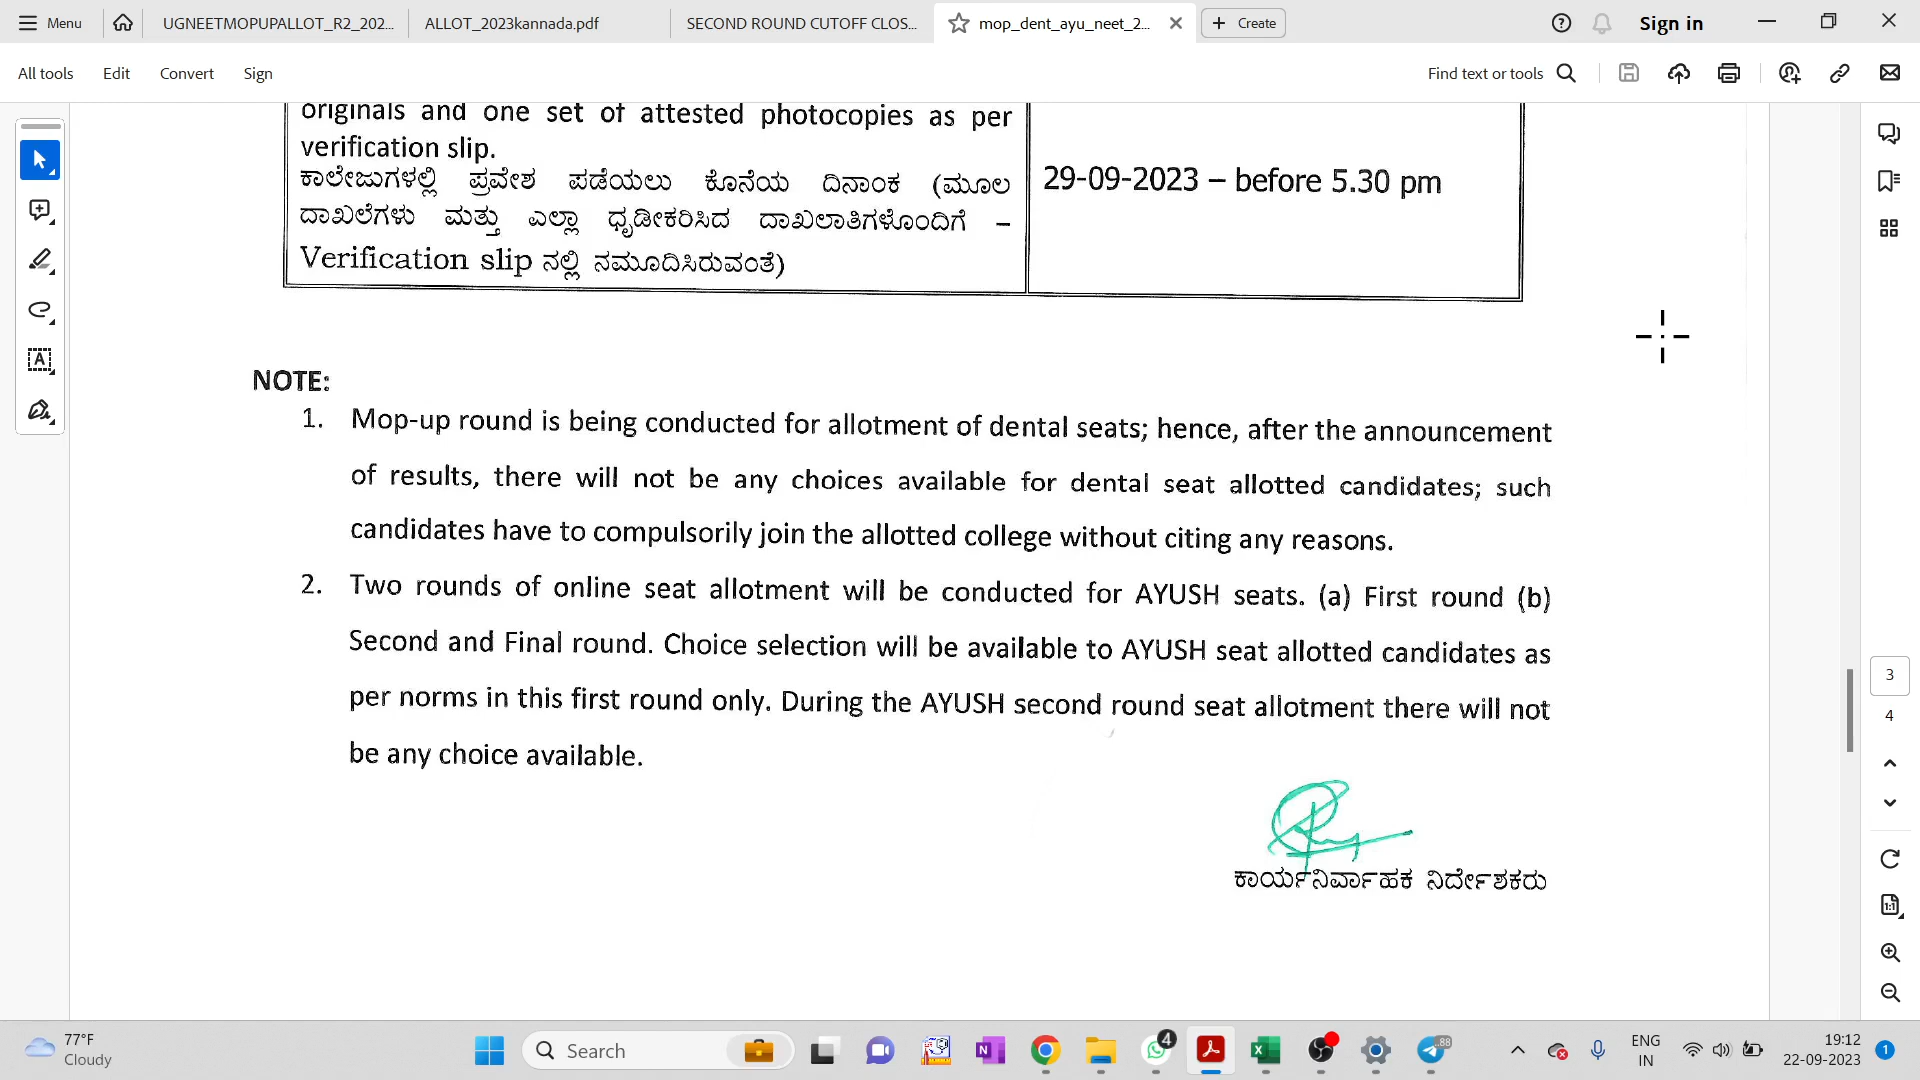 Menu
UGNEETMOPUPALLOT_R2_202...
ALLOT_2023kannada.pdf
SECOND ROUND CUTOFF CLOS...
mop_dent_ayu_neet_2...
Create
Sign in
All tools
Edit
Convert
Sign
Find text or tools
originals and one set of attested photocopies as per
verification slip.
ಕಾಲೇಜುಗಳಲ್ಲಿ ಪ್ರವೇಶ ಪಡೆಯಲು ಕೊನೆಯ ದಿನಾಂಕ (ಮೂಲ
ದಾಖಲೆಗಳು ಮತ್ತು ಎಲ್ಲಾ ಧೃಡೀಕರಿಸಿದ ದಾಖಲಾತಿಗಳೊಂದಿಗೆ –
Verification slip ನಲ್ಲಿ ನಮೂದಿಸಿರುವಂತೆ)
29-09-2023 – before 5.30 pm
NOTE:
1. Mop-up round is being conducted for allotment of dental seats; hence, after the announcement
of results, there will not be any choices available for dental seat allotted candidates; such
candidates have to compulsorily join the allotted college without citing any reasons.
2. Two rounds of online seat allotment will be conducted for AYUSH seats. (a) First round (b)
Second and Final round. Choice selection will be available to AYUSH seat allotted candidates as
per norms in this first round only. During the AYUSH second round seat allotment there will not
be any choice available.
ಕಾರ್ಯನಿರ್ವಾಹಕ ನಿರ್ದೇಶಕರು
3
4
77°F
Cloudy
Search
4
88
ENG
IN
19:12
22-09-2023
1